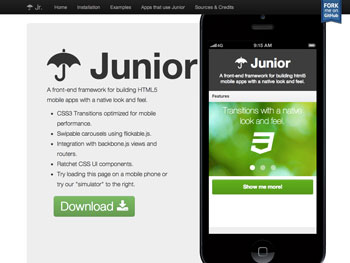 Jr.
Home
Installation
Examples
Apps that use Junior
Sources & Credits
FORK
me on
GitHub
Junior
A front-end framework for building HTML5
mobile apps with a native look and feel.
CSS3 Transitions optimized for mobile
performance.
Swipable carousels using flickable.js.
Integration with backbone.js views and
routers.
Ratchet CSS UI components.
Try loading this page on a mobile phone or
try our "simulator" to the right.
Download
4G
9:15 AM
Junior
A front-end framework for building html5
mobile apps with a native look and feel.
Features
Transitions with a native
look and feel.
3
Show me more!